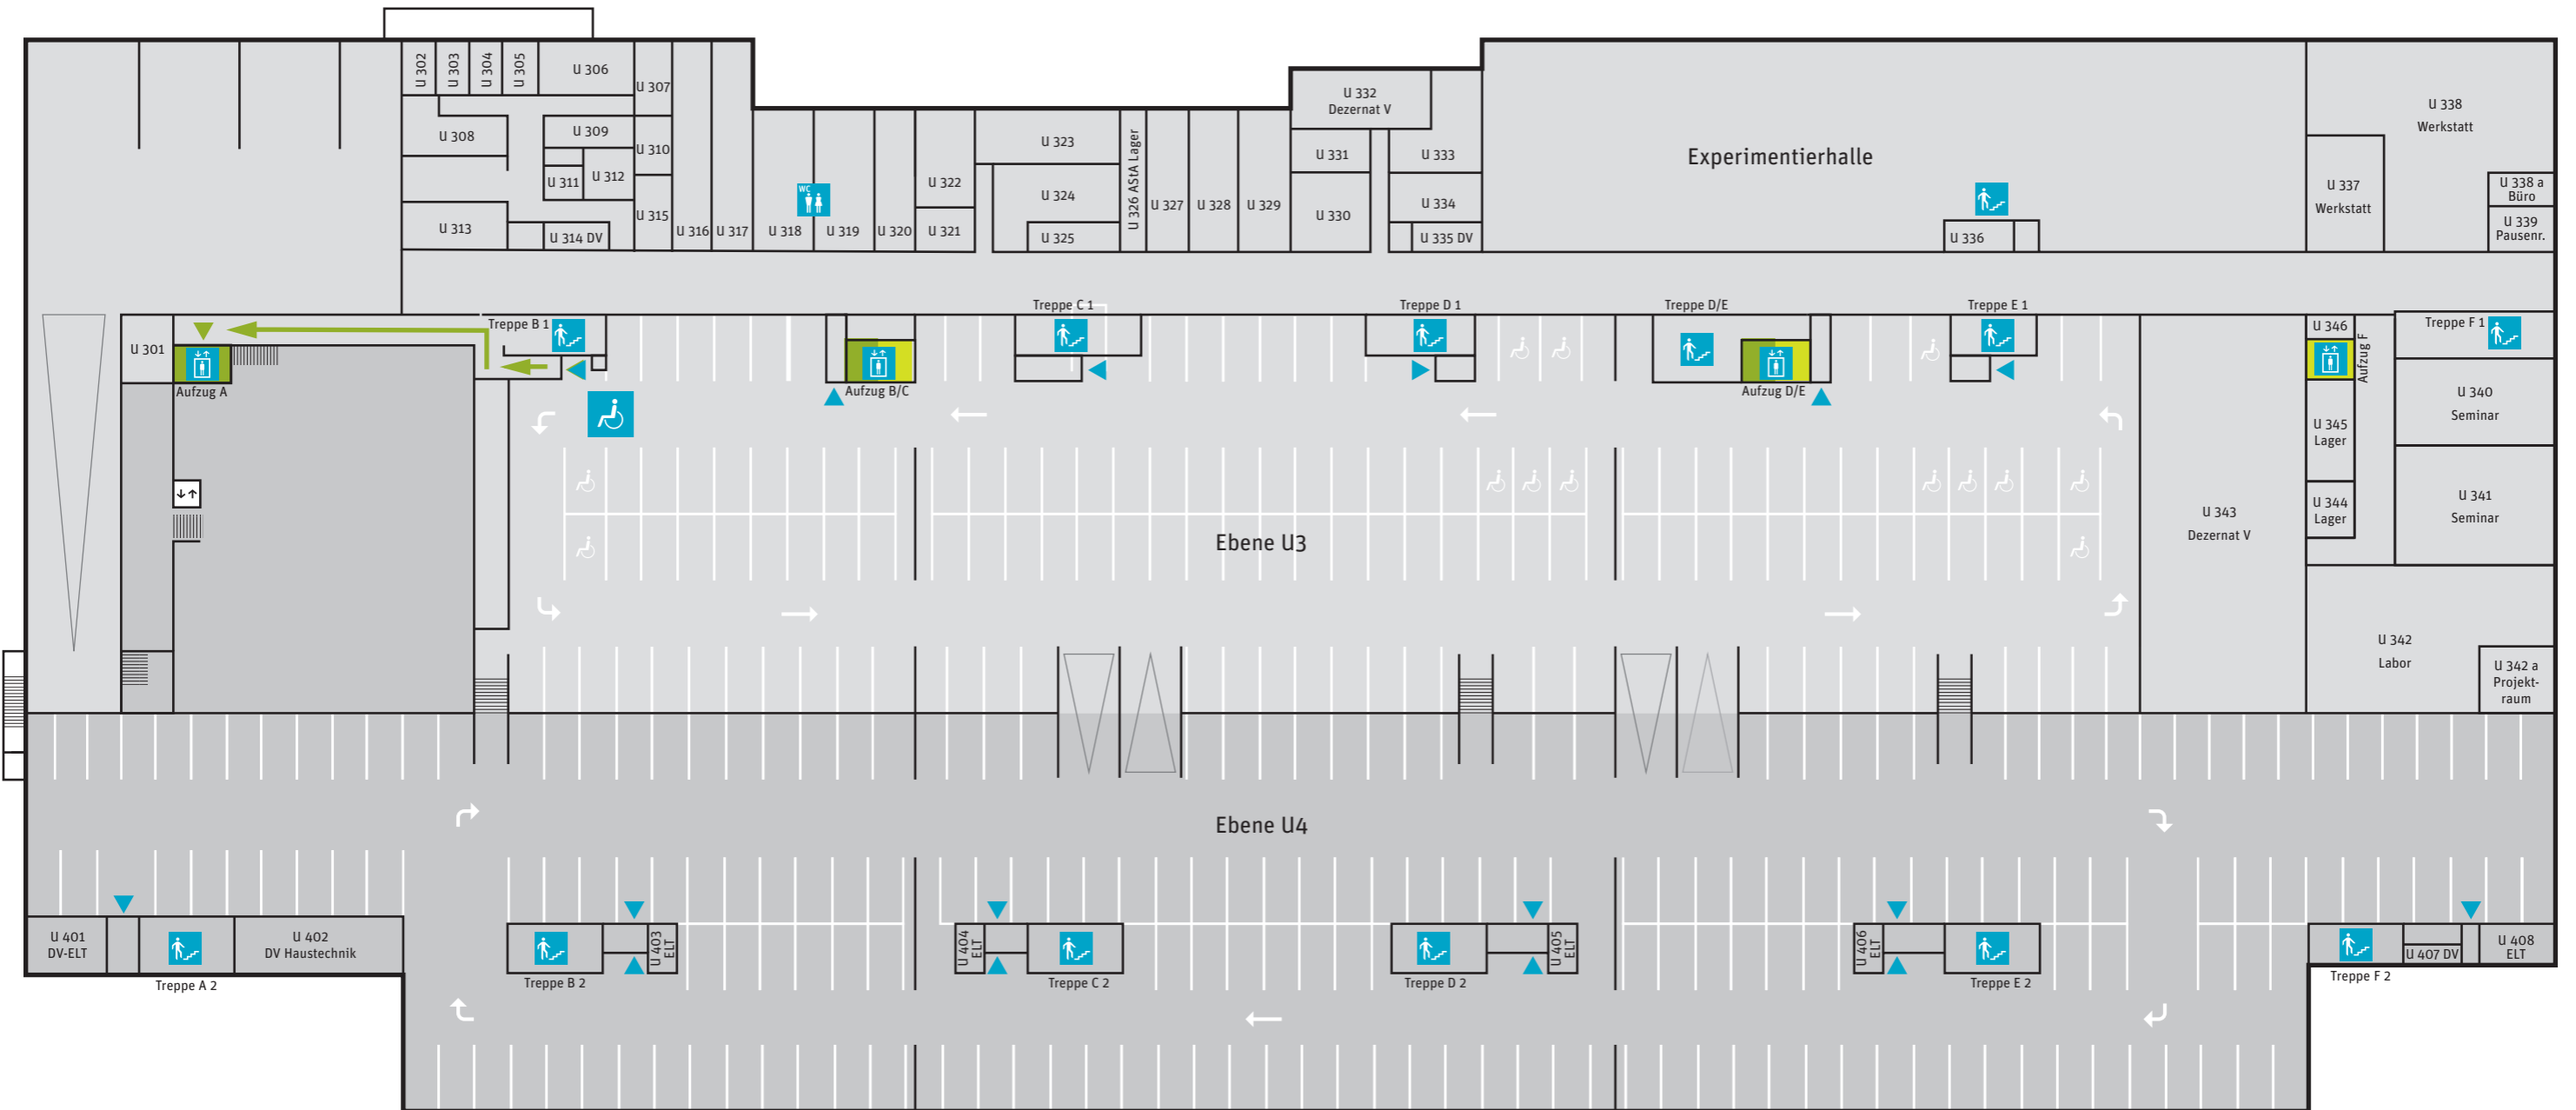 U 302
U 303
U 304
U 305
U 306
U 307
U 308
U 309
U 310
U 311
U 312
U 313
U 314 DV
U 315
U 316
U 317
U 318
WC
U 319
U 320
U 321
U 322
U 323
U 324
U 325
U 326 AStA Lager
U 327
U 328
U 329
U 330
U 331
U 332
Dezernat V
U 333
U 334
U 335 DV
Experimentierhalle
U 336
U 337
Werkstatt
U 338
Werkstatt
U 338 a
Büro
U 339
Pausenr.
U 301
Aufzug A
Treppe B 1
Aufzug B/C
Treppe C 1
Treppe D 1
Treppe D/E
Aufzug D/E
Treppe E 1
U 346
Aufzug F
Treppe F 1
U 340
Seminar
U 345
Lager
U 341
Seminar
U 344
Lager
U 343
Dezernat V
Ebene U3
U 342
Labor
U 342 a
Projekt-
raum
Ebene U4
U 401
DV-ELT
U 402
DV Haustechnik
Treppe A 2
U 403
ELT
Treppe B 2
U 404
ELT
Treppe C 2
U 405
ELT
Treppe D 2
U 406
ELT
Treppe E 2
U 407 DV
U 408
ELT
Treppe F 2